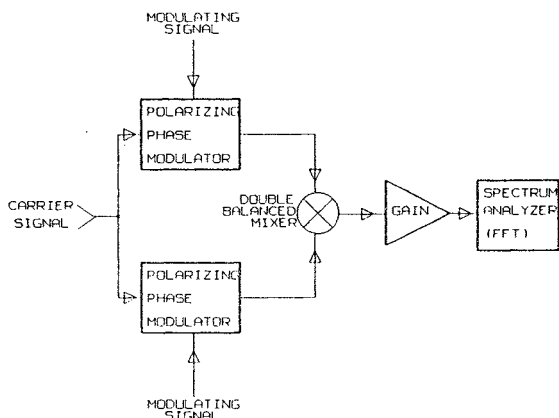 MODULATING
SIGNAL
POLARIZING
PHASE
MODULATOR
CARRIER
SIGNAL
DOUBLE
BALANCED
MIXER
GAIN
SPECTRUM
ANALYZER
(FFT)
POLARIZING
PHASE
MODULATOR
MODULATING
SIGNAL